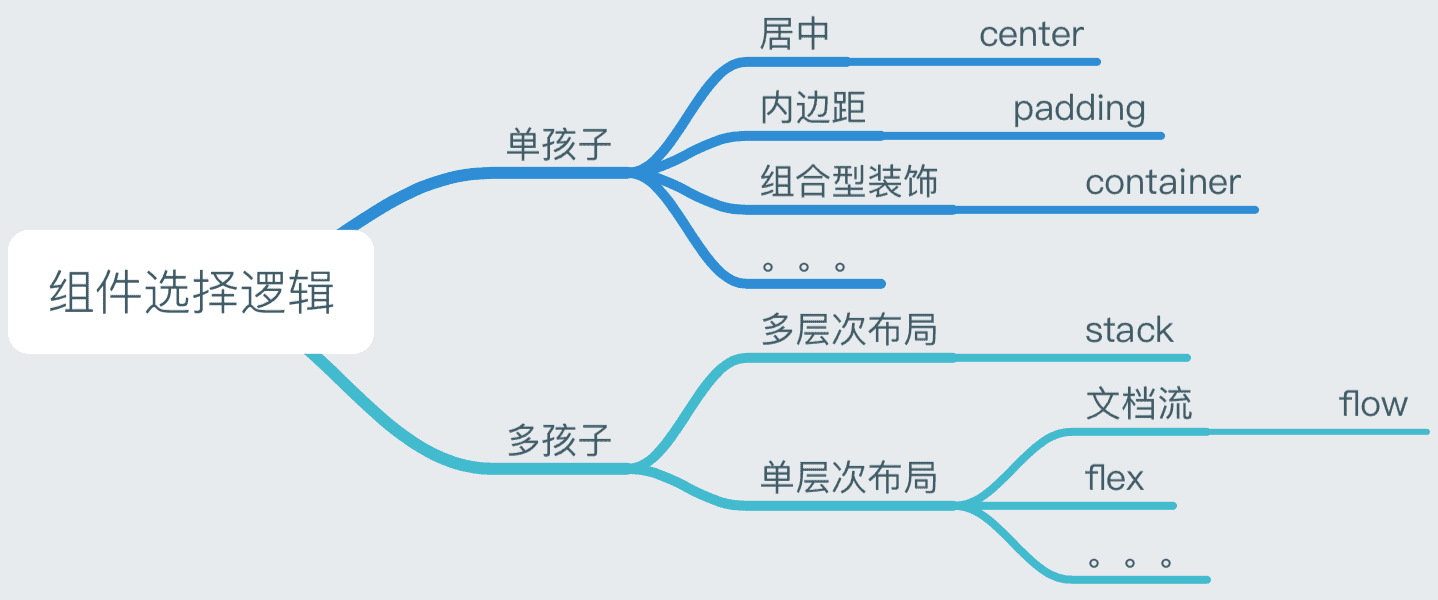 居中 center
内边距 padding
单孩子
组合型装饰 container
。。。
组件选择逻辑
多层次布局 stack
文档流 flow
多孩子
单层次布局 flex
。。。